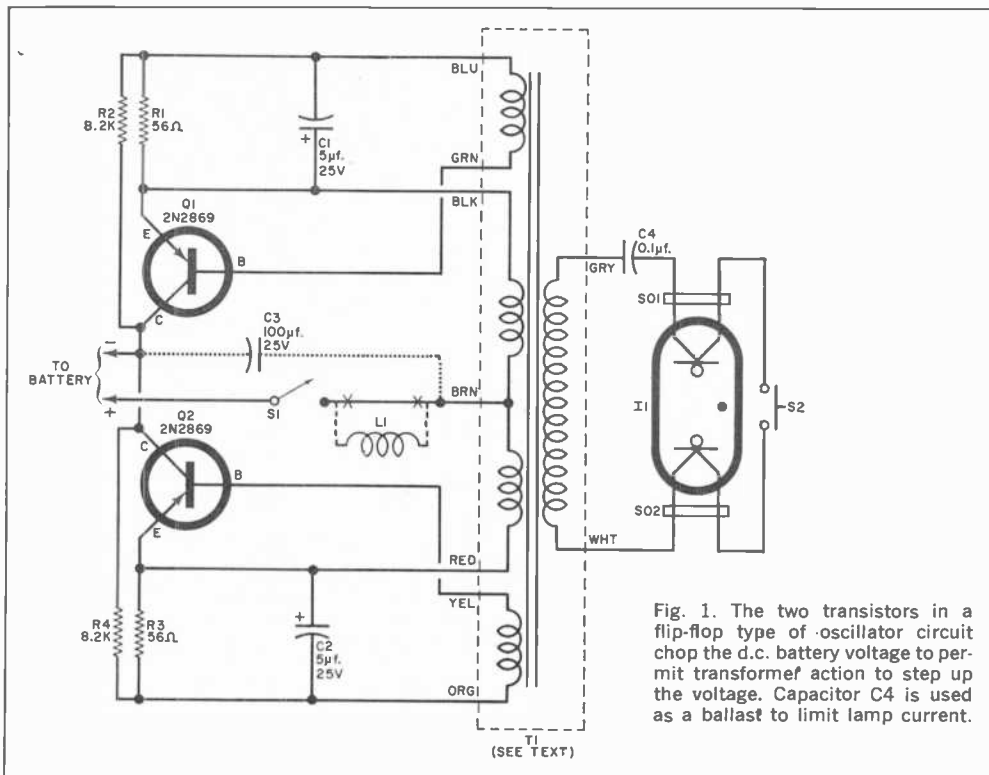 BLU
R2
8.2K
R1
56Ω
+
C1
5µf.
25V
GRN
BLK
Q1
2N2869
E
B
C
C4
0.1µf.
GRY
SO1
C3
100µf.
25V
−
TO
BATTERY
+
S1
BRN
L1
I1
S2
Q2
2N2869
C
B
E
SO2
WHT
RED
YEL
R4
8.2K
R3
56Ω
+
C2
5µf.
25V
ORG
T1
(SEE TEXT)
Fig. 1. The two transistors in a
flip-flop type of oscillator circuit
chop the d.c. battery voltage to per-
mit transformer action to step up
the voltage. Capacitor C4 is used
as a ballast to limit lamp current.